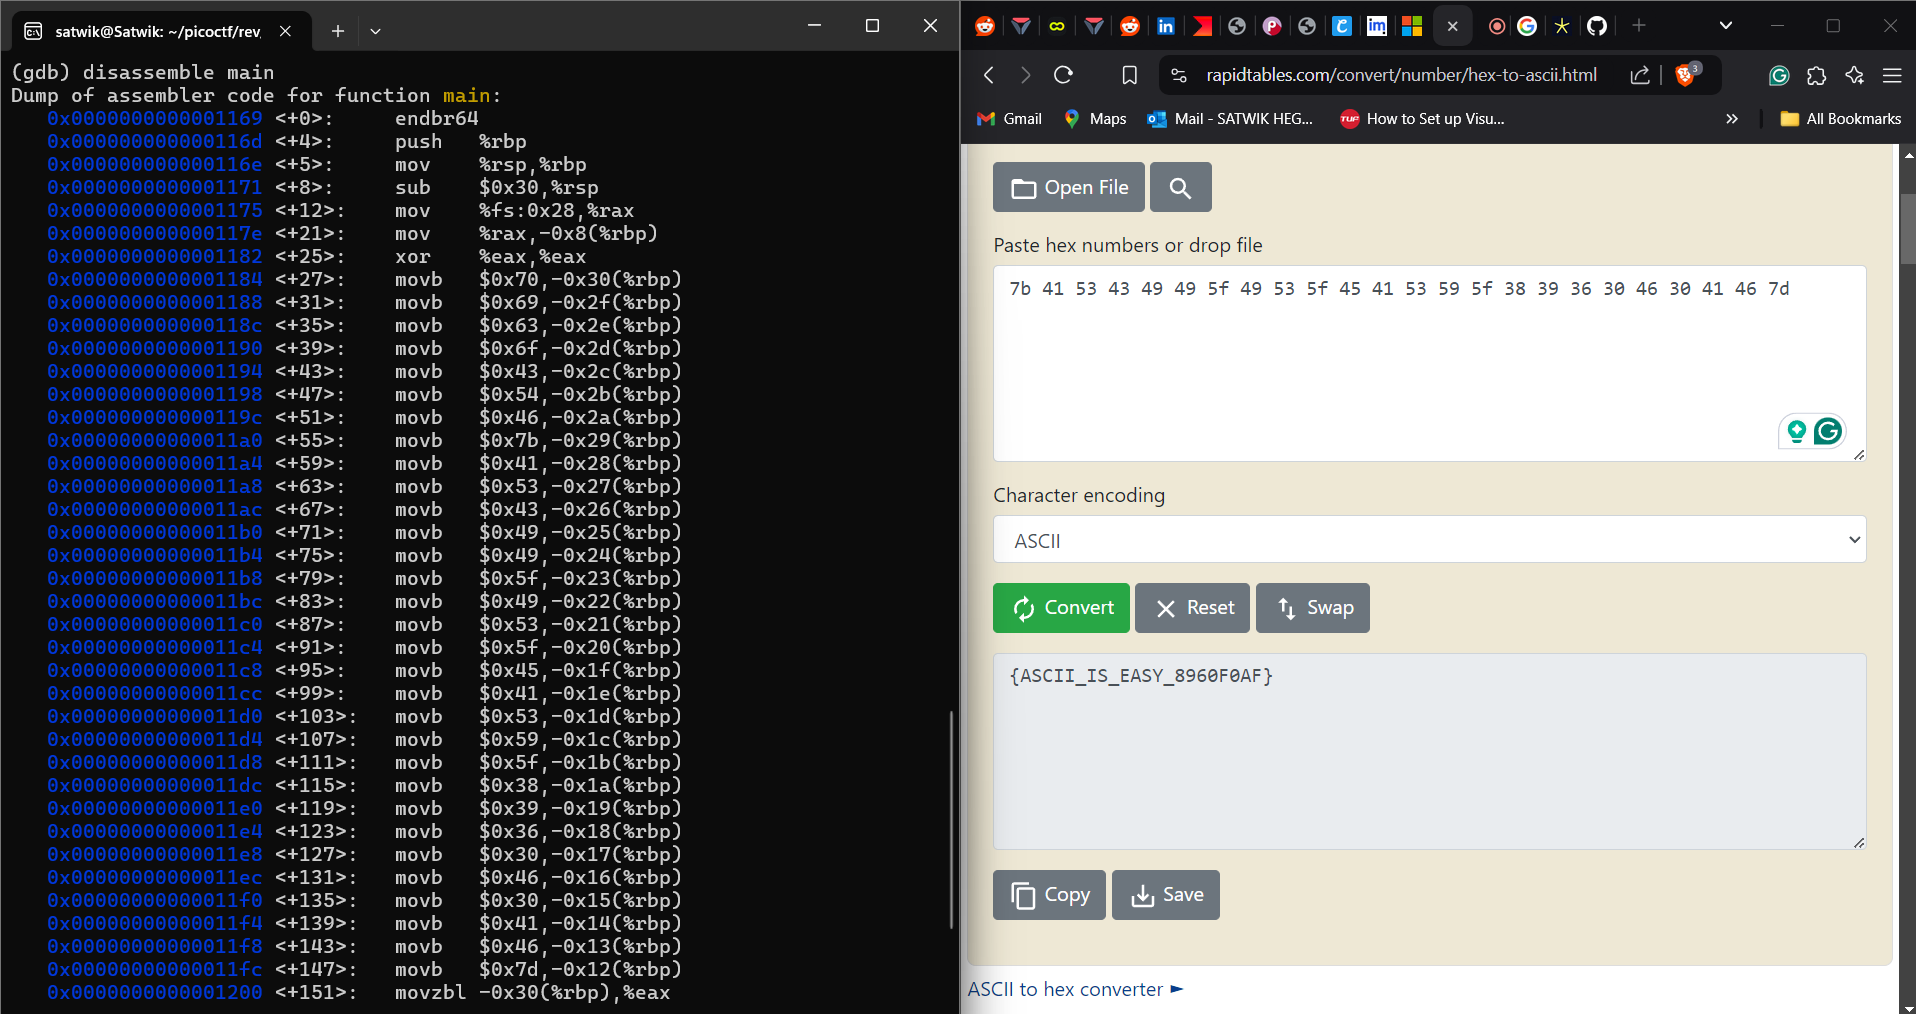 satwik@Satwik: ~/picoctf/rev,
(gdb) disassemble main
Dump of assembler code for function main:
0x0000000000001169 <+0>: endbr64
0x000000000000116d <+4>: push %rbp
0x000000000000116e <+5>: mov %rsp,%rbp
0x0000000000001171 <+8>: sub $0x30,%rsp
0x0000000000001175 <+12>: mov %fs:0x28,%rax
0x000000000000117e <+21>: mov %rax,-0x8(%rbp)
0x0000000000001182 <+25>: xor %eax,%eax
0x0000000000001184 <+27>: movb $0x70,-0x30(%rbp)
0x0000000000001188 <+31>: movb $0x69,-0x2f(%rbp)
0x000000000000118c <+35>: movb $0x63,-0x2e(%rbp)
0x0000000000001190 <+39>: movb $0x6f,-0x2d(%rbp)
0x0000000000001194 <+43>: movb $0x43,-0x2c(%rbp)
0x0000000000001198 <+47>: movb $0x54,-0x2b(%rbp)
0x000000000000119c <+51>: movb $0x46,-0x2a(%rbp)
0x00000000000011a0 <+55>: movb $0x7b,-0x29(%rbp)
0x00000000000011a4 <+59>: movb $0x41,-0x28(%rbp)
0x00000000000011a8 <+63>: movb $0x53,-0x27(%rbp)
0x00000000000011ac <+67>: movb $0x43,-0x26(%rbp)
0x00000000000011b0 <+71>: movb $0x49,-0x25(%rbp)
0x00000000000011b4 <+75>: movb $0x49,-0x24(%rbp)
0x00000000000011b8 <+79>: movb $0x5f,-0x23(%rbp)
0x00000000000011bc <+83>: movb $0x49,-0x22(%rbp)
0x00000000000011c0 <+87>: movb $0x53,-0x21(%rbp)
0x00000000000011c4 <+91>: movb $0x5f,-0x20(%rbp)
0x00000000000011c8 <+95>: movb $0x45,-0x1f(%rbp)
0x00000000000011cc <+99>: movb $0x41,-0x1e(%rbp)
0x00000000000011d0 <+103>: movb $0x53,-0x1d(%rbp)
0x00000000000011d4 <+107>: movb $0x59,-0x1c(%rbp)
0x00000000000011d8 <+111>: movb $0x5f,-0x1b(%rbp)
0x00000000000011dc <+115>: movb $0x38,-0x1a(%rbp)
0x00000000000011e0 <+119>: movb $0x39,-0x19(%rbp)
0x00000000000011e4 <+123>: movb $0x36,-0x18(%rbp)
0x00000000000011e8 <+127>: movb $0x30,-0x17(%rbp)
0x00000000000011ec <+131>: movb $0x46,-0x16(%rbp)
0x00000000000011f0 <+135>: movb $0x30,-0x15(%rbp)
0x00000000000011f4 <+139>: movb $0x41,-0x14(%rbp)
0x00000000000011f8 <+143>: movb $0x46,-0x13(%rbp)
0x00000000000011fc <+147>: movb $0x7d,-0x12(%rbp)
0x0000000000001200 <+151>: movzbl -0x30(%rbp),%eax
rapidtables.com/convert/number/hex-to-ascii.html
3
Gmail Maps Mail - SATWIK HEG... TUF How to Set up Visu... All Bookmarks
Open File
Paste hex numbers or drop file
7b 41 53 43 49 49 5f 49 53 5f 45 41 53 59 5f 38 39 36 30 46 30 41 46 7d
Character encoding
ASCII
Convert Reset Swap
{ASCII_IS_EASY_8960F0AF}
Copy Save
ASCII to hex converter ►